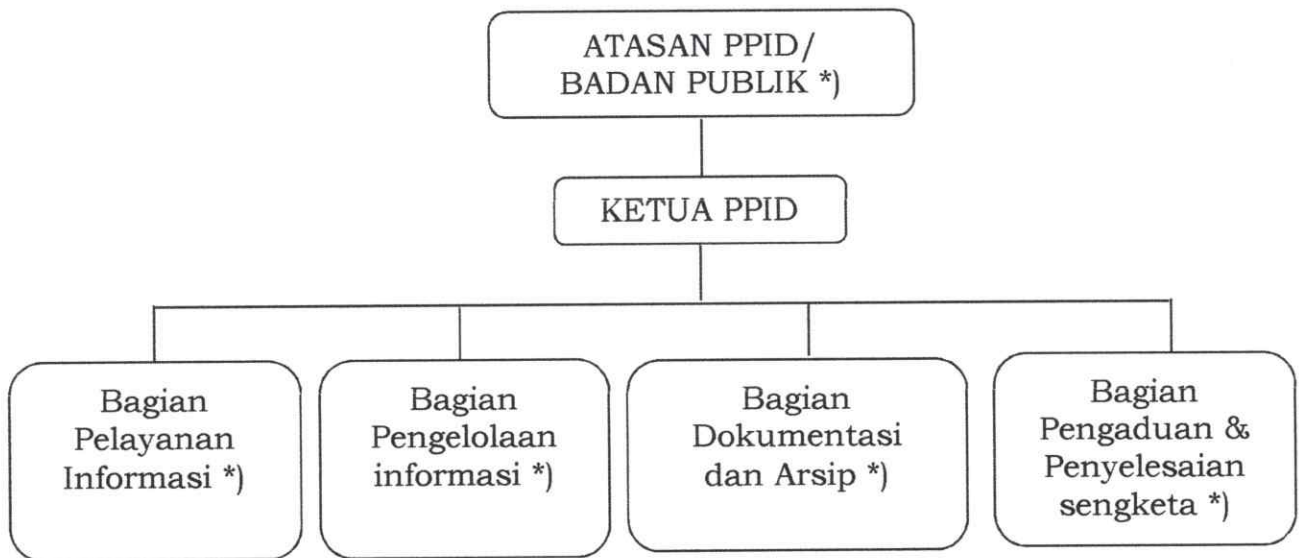 ATASAN PPID/
BADAN PUBLIK *)
KETUA PPID
Bagian
Pelayanan
Informasi *)
Bagian
Pengelolaan
informasi *)
Bagian
Dokumentasi
dan Arsip *)
Bagian
Pengaduan &
Penyelesaian
sengketa *)